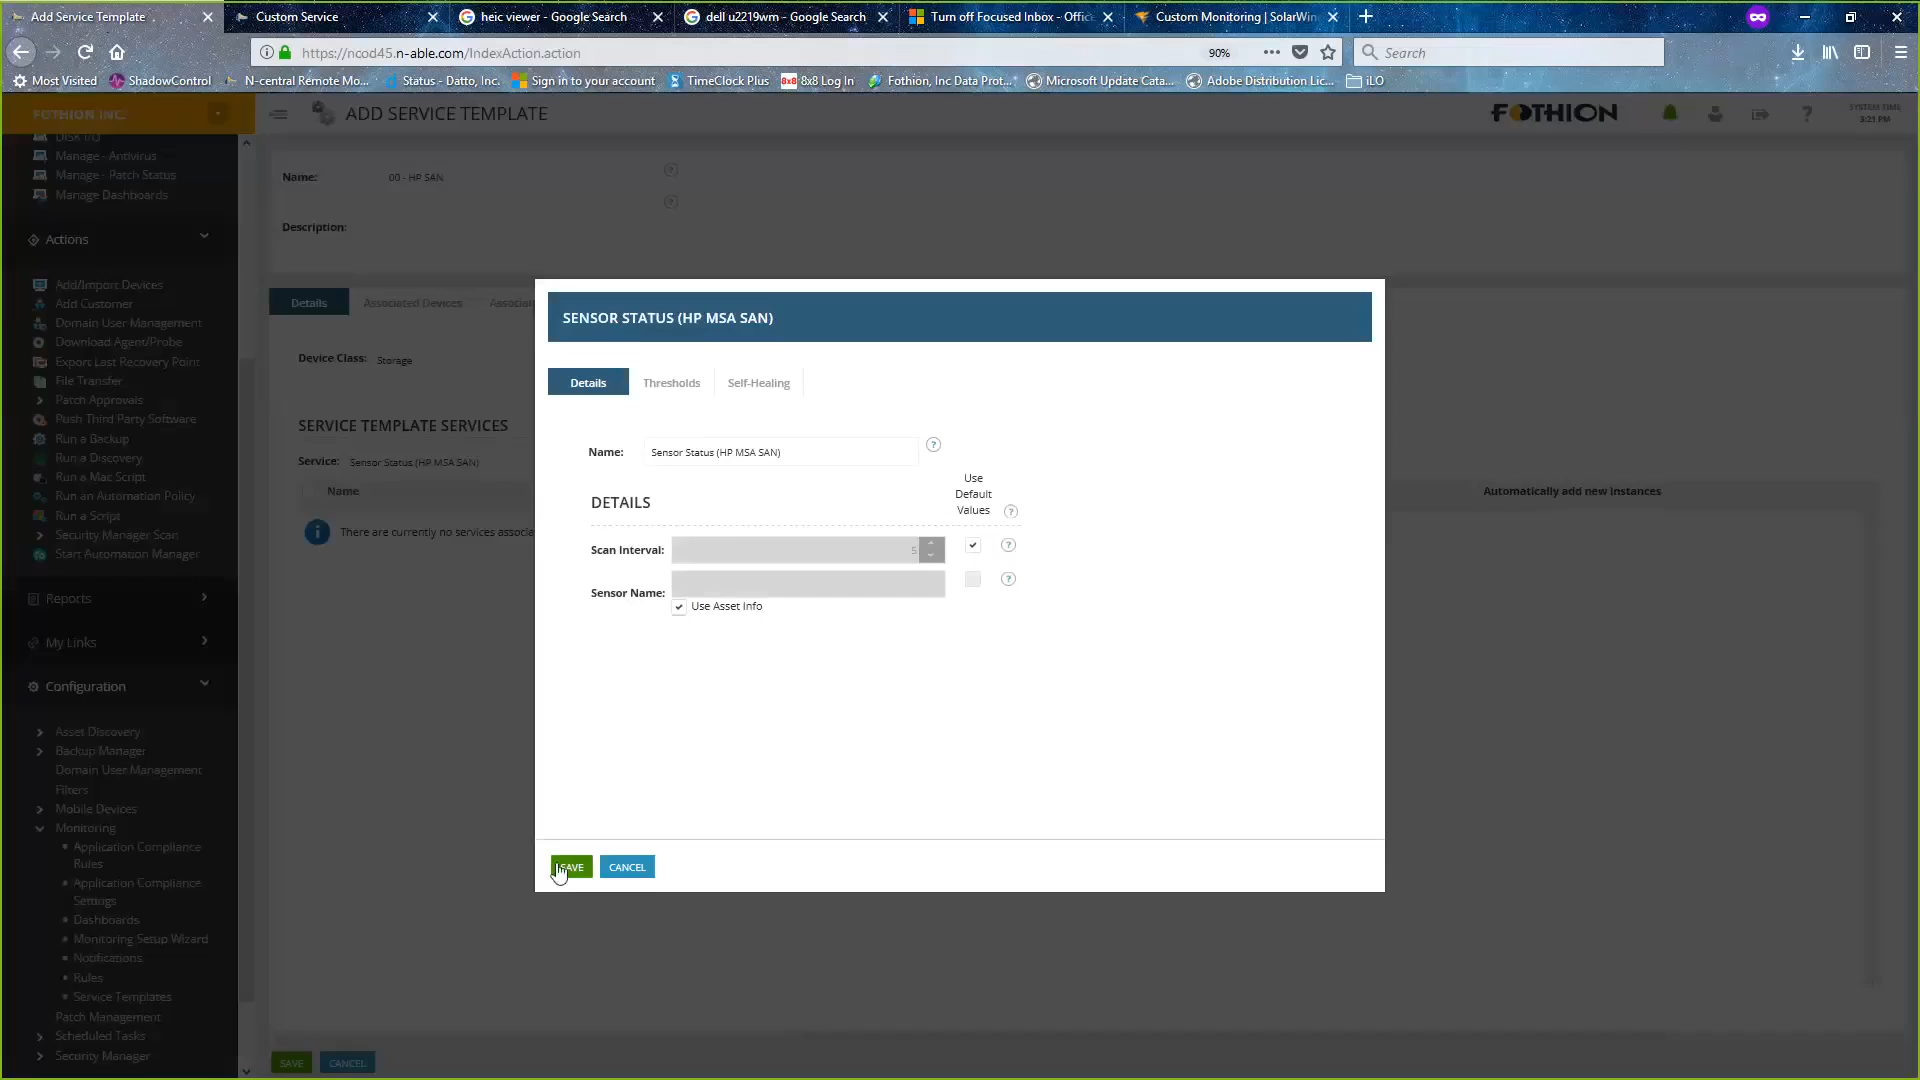 Add Service Template
Custom Service
heic viewer - Google Search
dell u2219wm - Google Search
Turn off Focused Inbox - Offic
Custom Monitoring | SolarWin
https://ncod45.n-able.com/IndexAction.action
90%
Search
Most Visited
ShadowControl
N-central Remote Mo...
Status - Datto, Inc.
Sign in to your account
TimeClock Plus
8x8 8x8 Log In
Fothion, Inc Data Prot...
Microsoft Update Cata...
Adobe Distribution Lic...
iLO
FOTHION INC.
ADD SERVICE TEMPLATE
FOTHION
SYSTEM TIME
3:21 PM
DISK I/O
Manage - Antivirus
Manage - Patch Status
Manage Dashboards
Actions
Add/Import Devices
Add Customer
Domain User Management
Download Agent/Probe
Export Last Recovery Point
File Transfer
Patch Approvals
Push Third Party Software
Run a Backup
Run a Discovery
Run a Mac Script
Run an Automation Policy
Run a Script
Security Manager Scan
Start Automation Manager
Reports
My Links
Configuration
Asset Discovery
Backup Manager
Domain User Management
Filters
Mobile Devices
Monitoring
Application Compliance
Rules
Application Compliance
Settings
Dashboards
Monitoring Setup Wizard
Notifications
Rules
Service Templates
Patch Management
Scheduled Tasks
Security Manager
Name: 00 - HP SAN
Description:
Details
Associated Devices
Associa
Device Class: Storage
SERVICE TEMPLATE SERVICES
Service: Sensor Status (HP MSA SAN)
Name
Automatically add new instances
There are currently no services associa
SAVE
CANCEL
SENSOR STATUS (HP MSA SAN)
Details
Thresholds
Self-Healing
Name: Sensor Status (HP MSA SAN)
DETAILS
Use
Default
Values
Scan Interval: 5
Sensor Name:
Use Asset Info
SAVE
CANCEL